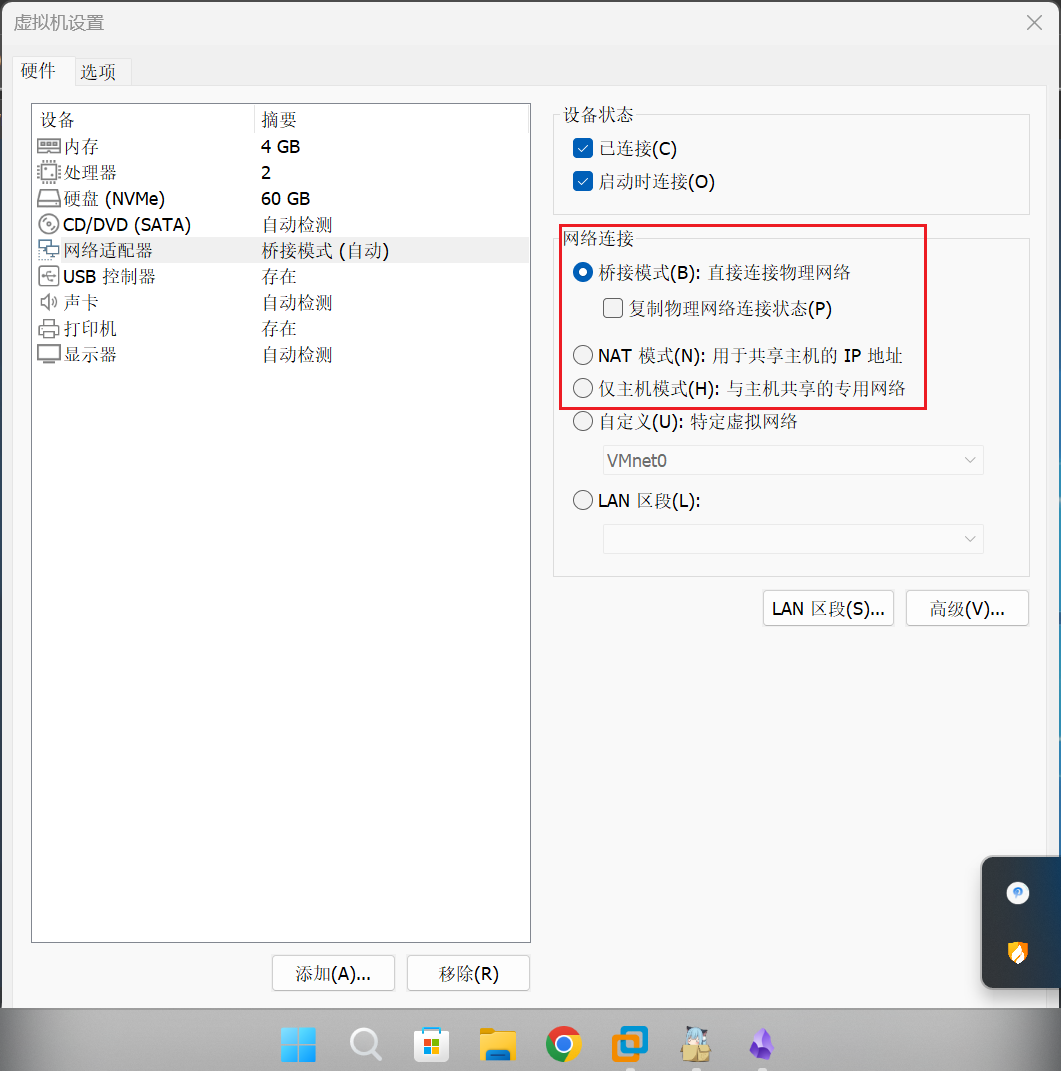 虚拟机设置
硬件 选项
设备 摘要
内存 4 GB
处理器 2
硬盘 (NVMe) 60 GB
CD/DVD (SATA) 自动检测
网络适配器 桥接模式 (自动)
USB 控制器 存在
声卡 自动检测
打印机 存在
显示器 自动检测
添加(A)... 移除(R)
设备状态
已连接(C)
启动时连接(O)
网络连接
桥接模式(B): 直接连接物理网络
复制物理网络连接状态(P)
NAT 模式(N): 用于共享主机的 IP 地址
仅主机模式(H): 与主机共享的专用网络
自定义(U): 特定虚拟网络
VMnet0
LAN 区段(L):
LAN 区段(S)... 高级(V)...